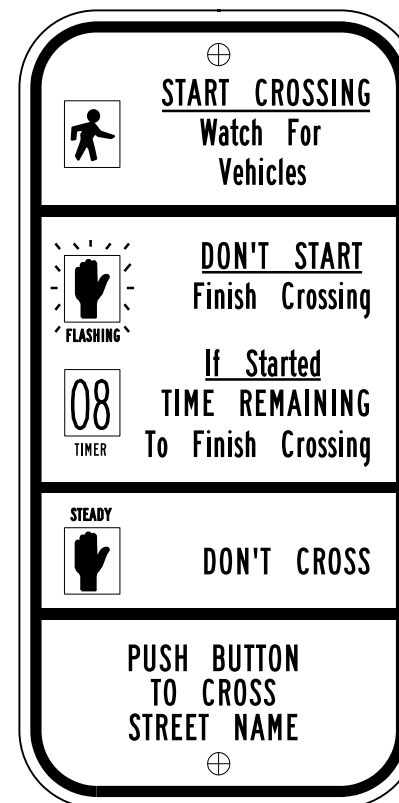 START CROSSING
Watch For
Vehicles
DON'T START
Finish Crossing
FLASHING
If Started
08
TIME REMAINING
TIMER
To Finish Crossing
STEADY
DON'T CROSS
PUSH BUTTON
TO CROSS
STREET NAME